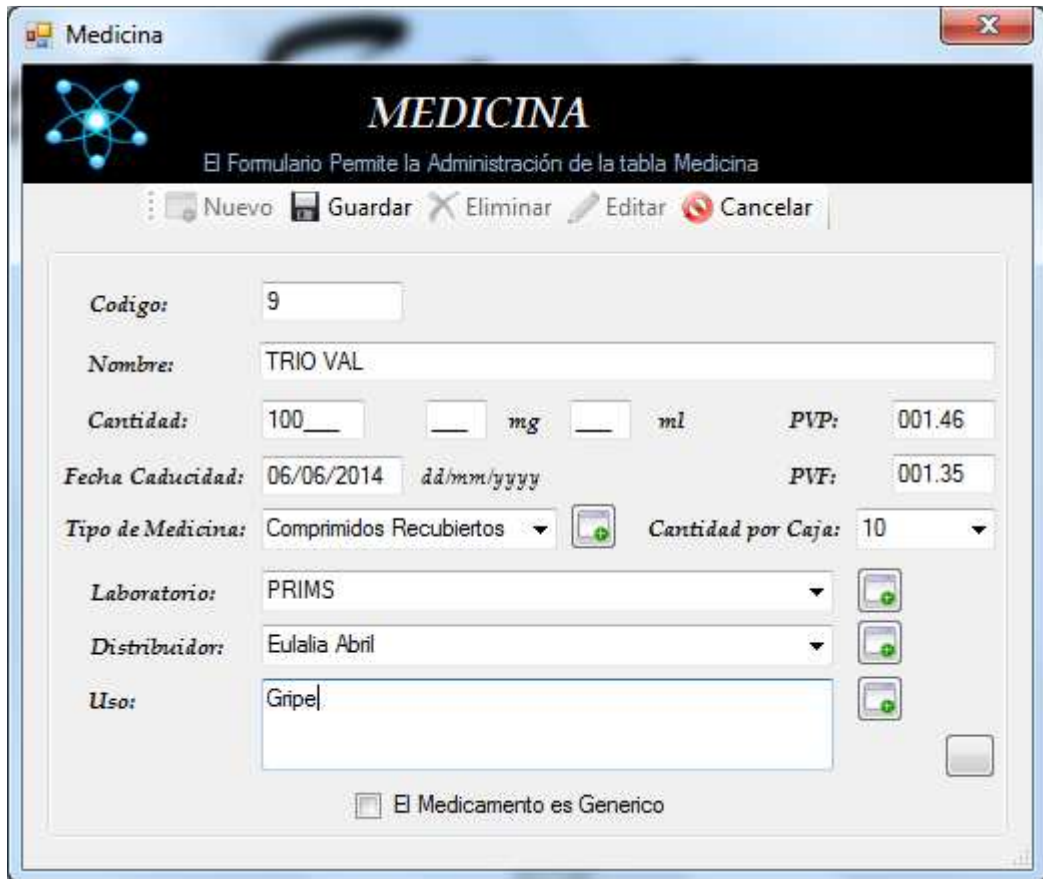 Medicina
MEDICINA
El Formulario Permite la Administración de la tabla Medicina
Nuevo Guardar Eliminar Editar Cancelar
Codigo: 9
Nombre: TRIO VAL
Cantidad: 100___ ___ mg ___ ml PVP: 001.46
Fecha Caducidad: 06/06/2014 dd/mm/yyyy PVF: 001.35
Tipo de Medicina: Comprimidos Recubiertos Cantidad por Caja: 10
Laboratorio: PRIMS
Distribuidor: Eulalia Abril
Uso: Gripe
El Medicamento es Generico